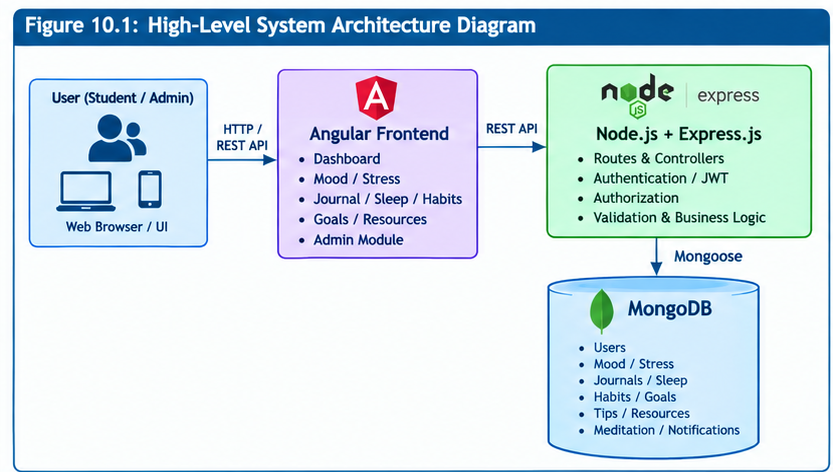 Figure 10.1: High-Level System Architecture Diagram
User (Student / Admin)
Web Browser / UI
HTTP /
REST API
Angular Frontend
• Dashboard
• Mood / Stress
• Journal / Sleep / Habits
• Goals / Resources
• Admin Module
REST API
node
JS
express
Node.js + Express.js
• Routes & Controllers
• Authentication / JWT
• Authorization
• Validation & Business Logic
Mongoose
MongoDB
• Users
• Mood / Stress
• Journals / Sleep
• Habits / Goals
• Tips / Resources
• Meditation / Notifications